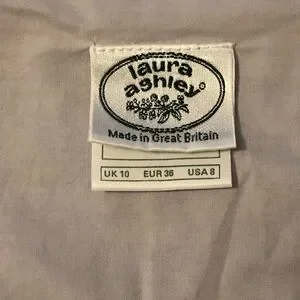 laura
ashley®
Made in Great Britain
UK 10 EUR 36 USA 8